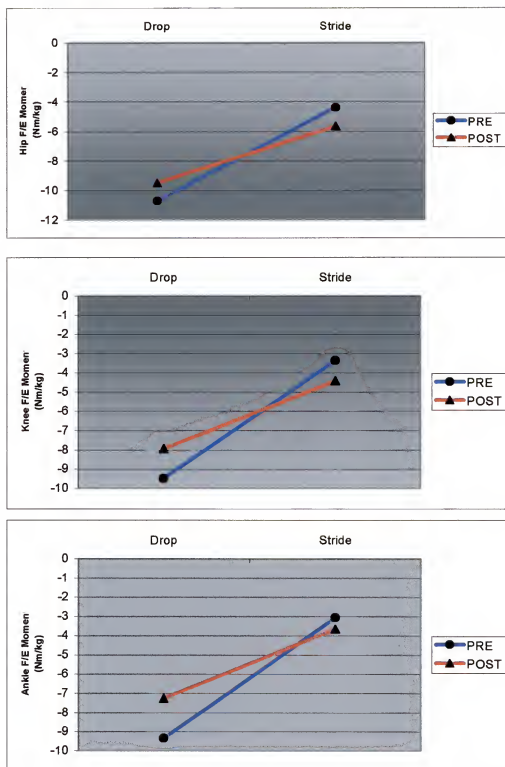 Drop Stride
0
-2
-4
-6
-8
-10
-12
Hip F/E Momen
(Nm/kg)
PRE
POST
Drop Stride
0
-1
-2
-3
-4
-5
-6
-7
-8
-9
-10
Knee F/E Momen
(Nm/kg)
PRE
POST
Drop Stride
0
-1
-2
-3
-4
-5
-6
-7
-8
-9
-10
Ankle F/E Momen
(Nm/kg)
PRE
POST